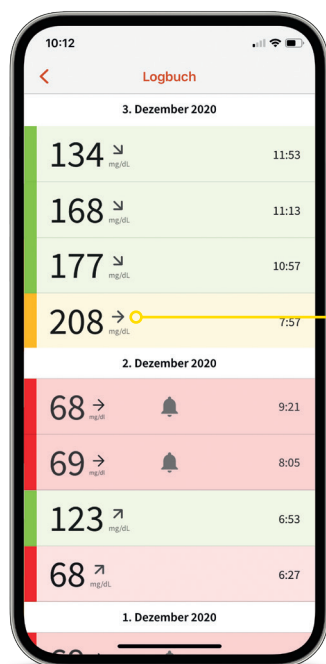 10:12
Logbuch
3. Dezember 2020
134 mg/dL 11:53
168 mg/dL 11:13
177 mg/dL 10:57
208 mg/dL 7:57
2. Dezember 2020
68 mg/dl 9:21
69 mg/dl 8:05
123 mg/dL 6:53
68 mg/dL 6:27
1. Dezember 2020